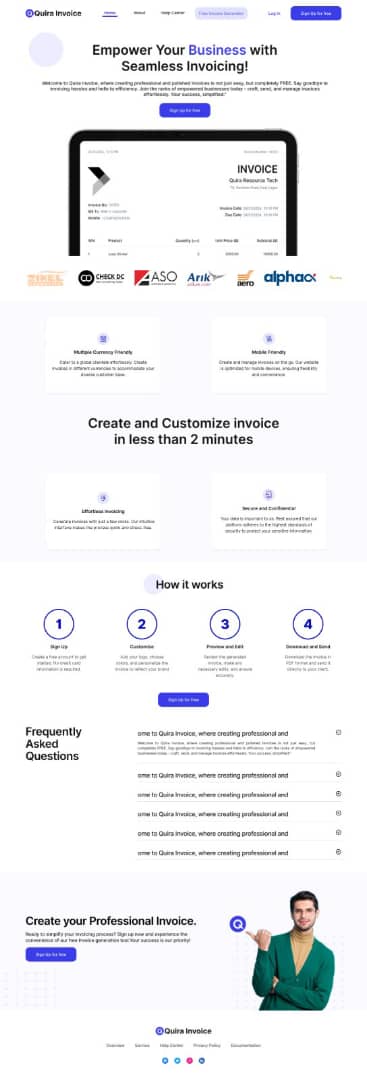 Quira Invoice
Home
About
Help Center
Free Invoice Generator
Log in
Sign Up for free
Empower Your Business with
Seamless Invoicing!
Welcome to Quira Invoice, where creating professional and polished invoices is not just easy, but completely FREE. Say goodbye to
invoicing hassles and hello to efficiency. Join the ranks of empowered businesses today - craft, send, and manage invoices
effortlessly. Your success, simplified."
Sign up for free
INVOICE
Quira Resource Tech
Invoice No:
Bill To:
Invoice Date:
Due Date:
S/N
Product
Quantity
Unit Price
Subtotal
CHECK DC
ASO
Arik
aero
alpha
Multiple Currency Friendly
Cater to a global clientele effortlessly. Create
invoices in different currencies to accommodate your
diverse customer base.
Mobile Friendly
Create and manage invoices on the go. Our website
is optimized for mobile devices, ensuring flexibility
and convenience.
Create and Customize invoice
in less than 2 minutes
Effortless Invoicing
Generate invoices with just a few clicks. Our intuitive
interface makes the process quick and stress-free.
Secure and Confidential
Your data is important to us. Rest assured that our
platform adheres to the highest standards of
security to protect your sensitive information.
How it works
1
2
3
4
Sign Up
Create a free account to get
started. No credit card
information is required.
Customize
Add your logo, choose
colors, and personalize the
invoice to reflect your brand
Preview and Edit
Review the generated
invoice, make any
necessary edits, and ensure
accuracy.
Download and Send
Download the invoice in
PDF format and send it
directly to your client.
Sign Up for free
Frequently
Asked
Questions
ome to Quira Invoice, where creating professional and
Welcome to Quira Invoice, where creating professional and polished invoices is not just easy, but
completely FREE. Say goodbye to invoicing hassles and hello to efficiency. Join the ranks of empowered
businesses today - craft, send, and manage invoices effortlessly. Your success, simplified."
ome to Quira Invoice, where creating professional and
ome to Quira Invoice, where creating professional and
ome to Quira Invoice, where creating professional and
ome to Quira Invoice, where creating professional and
ome to Quira Invoice, where creating professional and
Create your Professional Invoice.
Ready to simplify your invoicing process? Sign up now and experience the
convenience of our free invoice generation tool. Your success is our priority!
Sign Up for free
Q
Quira Invoice
Overview
Service
Help Center
Privacy Policy
Documentation